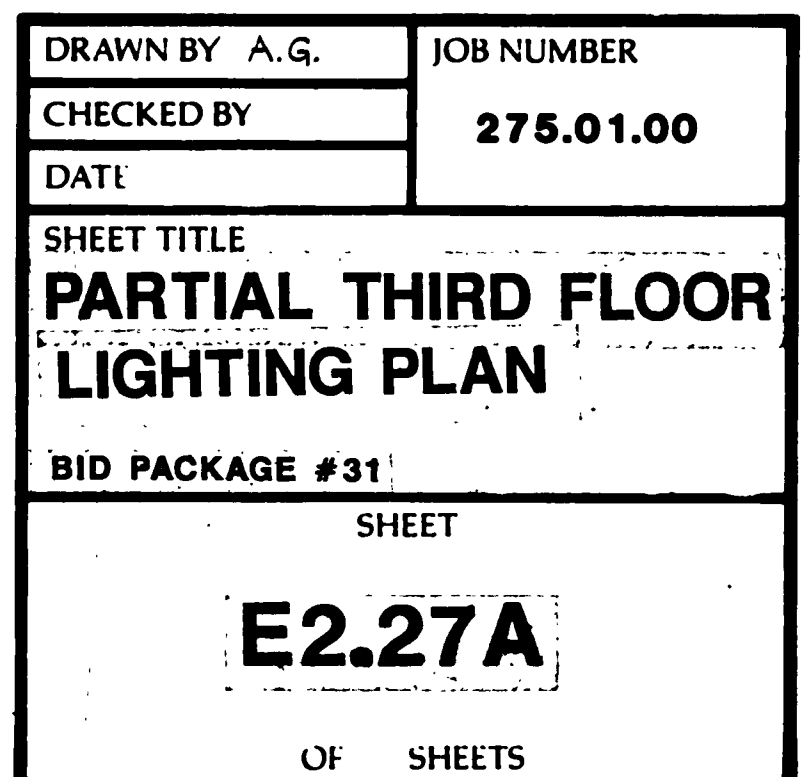 DRAWN BY A.G.
CHECKED BY
DATE
JOB NUMBER
275.01.00
SHEET TITLE
PARTIAL THIRD FLOOR
LIGHTING PLAN
BID PACKAGE #31
SHEET
E2.27A
OF SHEETS